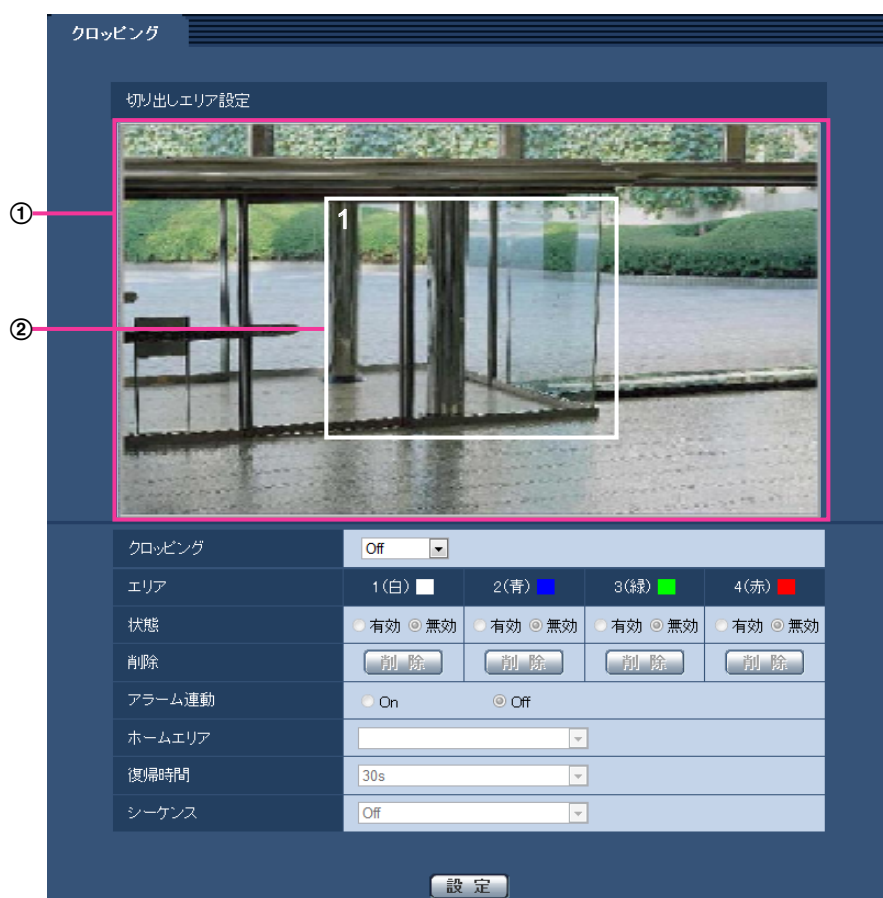 クロッピング
切り出しエリア設定
①
1
②
クロッピング Off
エリア 1(白) 2(青) 3(緑) 4(赤)
状態 有効 無効 有効 無効 有効 無効 有効 無効
削除 削 除 削 除 削 除 削 除
アラーム連動 On Off
ホームエリア
復帰時間 30s
シーケンス Off
設 定